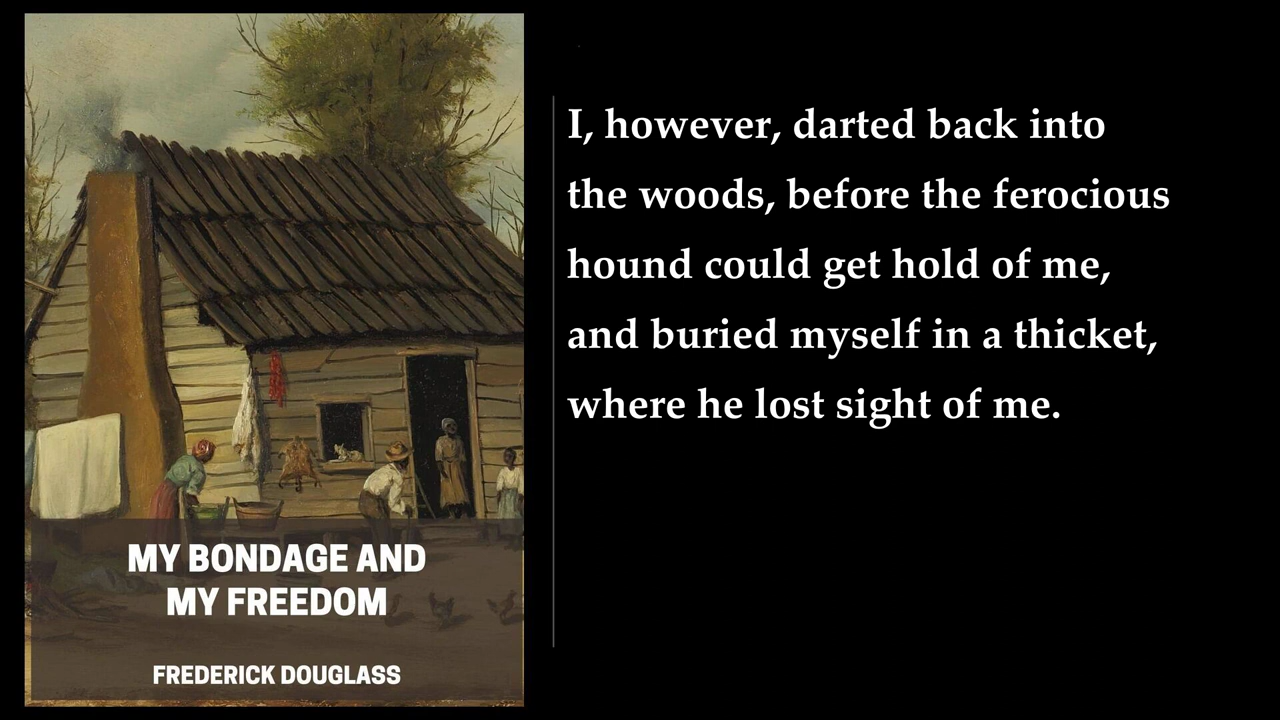 MY BONDAGE AND
MY FREEDOM
FREDERICK DOUGLASS
I, however, darted back into
the woods, before the ferocious
hound could get hold of me,
and buried myself in a thicket,
where he lost sight of me.